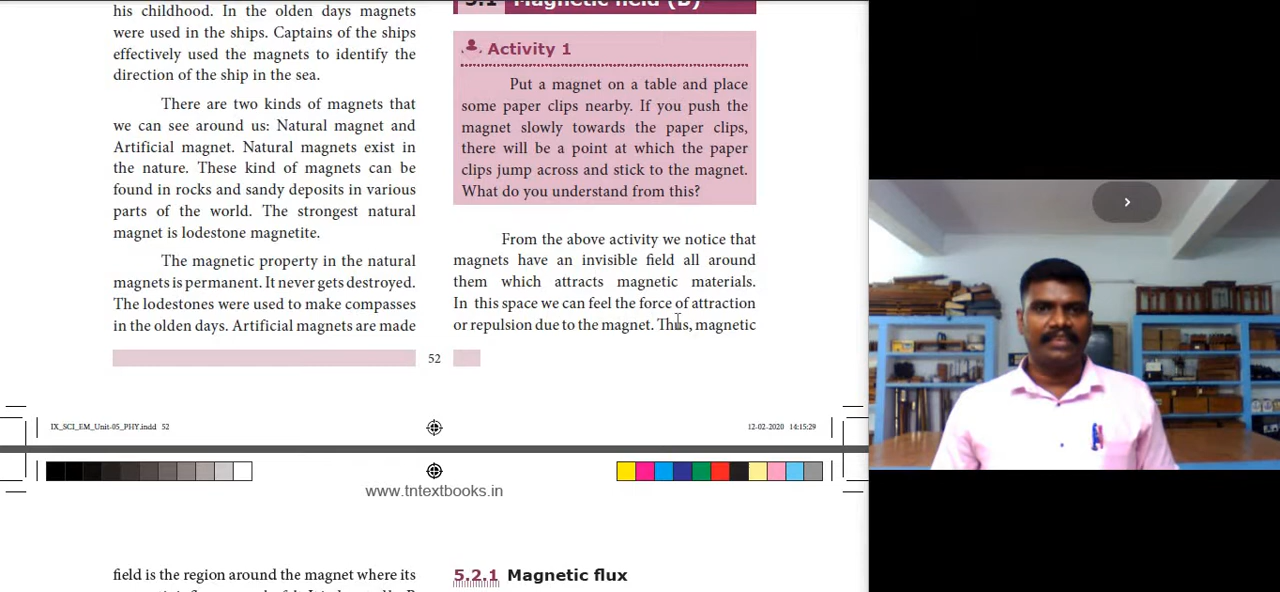 his childhood. In the olden days magnets
were used in the ships. Captains of the ships
effectively used the magnets to identify the
direction of the ship in the sea.
There are two kinds of magnets that
we can see around us: Natural magnet and
Artificial magnet. Natural magnets exist in
the nature. These kind of magnets can be
found in rocks and sandy deposits in various
parts of the world. The strongest natural
magnet is lodestone magnetite.
The magnetic property in the natural
magnets is permanent. It never gets destroyed.
The lodestones were used to make compasses
in the olden days. Artificial magnets are made
5.1 Magnetic field (B)
Activity 1
Put a magnet on a table and place
some paper clips nearby. If you push the
magnet slowly towards the paper clips,
there will be a point at which the paper
clips jump across and stick to the magnet.
What do you understand from this?
From the above activity we notice that
magnets have an invisible field all around
them which attracts magnetic materials.
In this space we can feel the force of attraction
or repulsion due to the magnet. Thus, magnetic
52
IX_SCI_EM_Unit-05_PHY.indd 52
12-02-2020 14:15:29
www.tntextbooks.in
field is the region around the magnet where its
5.2.1 Magnetic flux